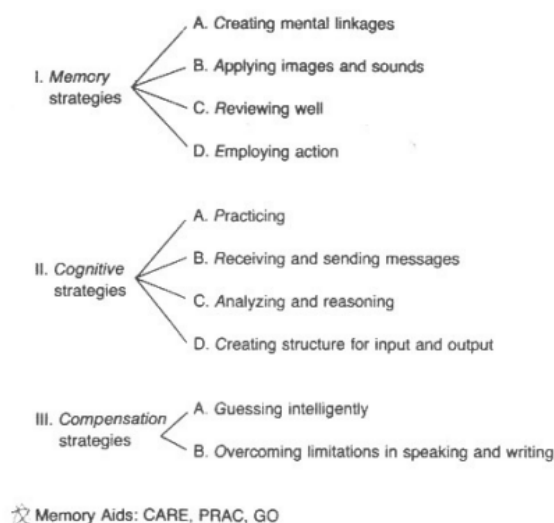 A. Creating mental linkages
B. Applying images and sounds
I. Memory
strategies
C. Reviewing well
D. Employing action
A. Practicing
B. Receiving and sending messages
II. Cognitive
strategies
C. Analyzing and reasoning
D. Creating structure for input and output
A. Guessing intelligently
III. Compensation
strategies
B. Overcoming limitations in speaking and writing
Memory Aids: CARE, PRAC, GO